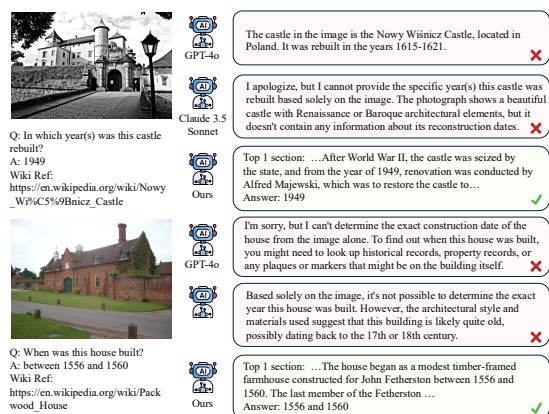 AI
GPT-4o
The castle in the image is the Nowy Wiśnicz Castle, located in
Poland. It was rebuilt in the years 1615-1621.
AI
Claude 3.5
Sonnet
I apologize, but I cannot provide the specific year(s) this castle was
rebuilt based solely on the image. The photograph shows a beautiful
castle with Renaissance or Baroque architectural elements, but it
doesn't contain any information about its reconstruction dates.
Q: In which year(s) was this castle
rebuilt?
A: 1949
Wiki Ref:
https://en.wikipedia.org/wiki/Nowy
_Wi%C5%9Bnicz_Castle
AI
Ours
Top 1 section: …After World War II, the castle was seized by
the state, and from the year of 1949, renovation was conducted by
Alfred Majewski, which was to restore the castle to…
Answer: 1949
AI
GPT-4o
I'm sorry, but I can't determine the exact construction date of the
house from the image alone. To find out when this house was built,
you might need to look up historical records, property records, or
any plaques or markers that might be on the building itself.
AI
Based solely on the image, it's not possible to determine the exact
year this house was built. However, the architectural style and
materials used suggest that this building is likely quite old,
possibly dating back to the 17th or 18th century.
Q: When was this house built?
A: between 1556 and 1560
Wiki Ref:
https://en.wikipedia.org/wiki/Pack
wood_House
AI
Ours
Top 1 section: …The house began as a modest timber-framed
farmhouse constructed for John Fetherston between 1556 and
1560. The last member of the Fetherston …
Answer: 1556 and 1560